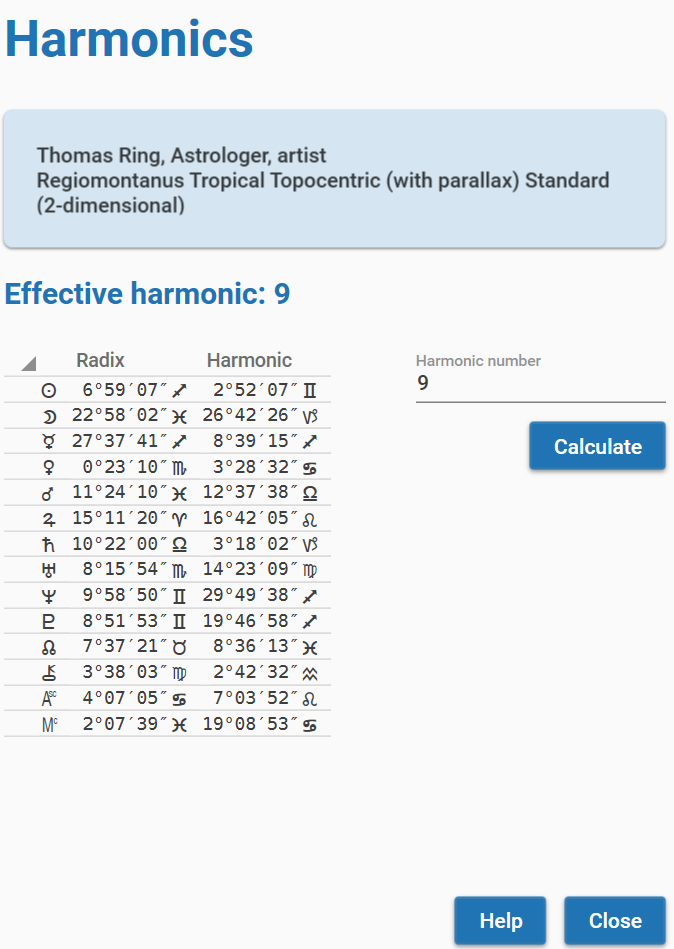 Harmonics
Thomas Ring, Astrologer, artist
Regiomontanus Tropical Topocentric (with parallax) Standard
(2-dimensional)
Effective harmonic: 9
Radix Harmonic
☉ 6°59′07″♐ 2°52′07″♊
☽ 22°58′02″♓ 26°42′26″♑
☿ 27°37′41″♐ 8°39′15″♐
♀ 0°23′10″♏ 3°28′32″♋
♂ 11°24′10″♓ 12°37′38″♎
♃ 15°11′20″♈ 16°42′05″♌
♄ 10°22′00″♎ 3°18′02″♑
♅ 8°15′54″♏ 14°23′09″♍
♆ 9°58′50″♊ 29°49′38″♐
♇ 8°51′53″♊ 19°46′58″♐
☊ 7°37′21″♉ 8°36′13″♓
⚷ 3°38′03″♍ 2°42′32″♒
Asc 4°07′05″♋ 7°03′52″♌
Mc 2°07′39″♓ 19°08′53″♋
Harmonic number
9
Calculate
Help Close